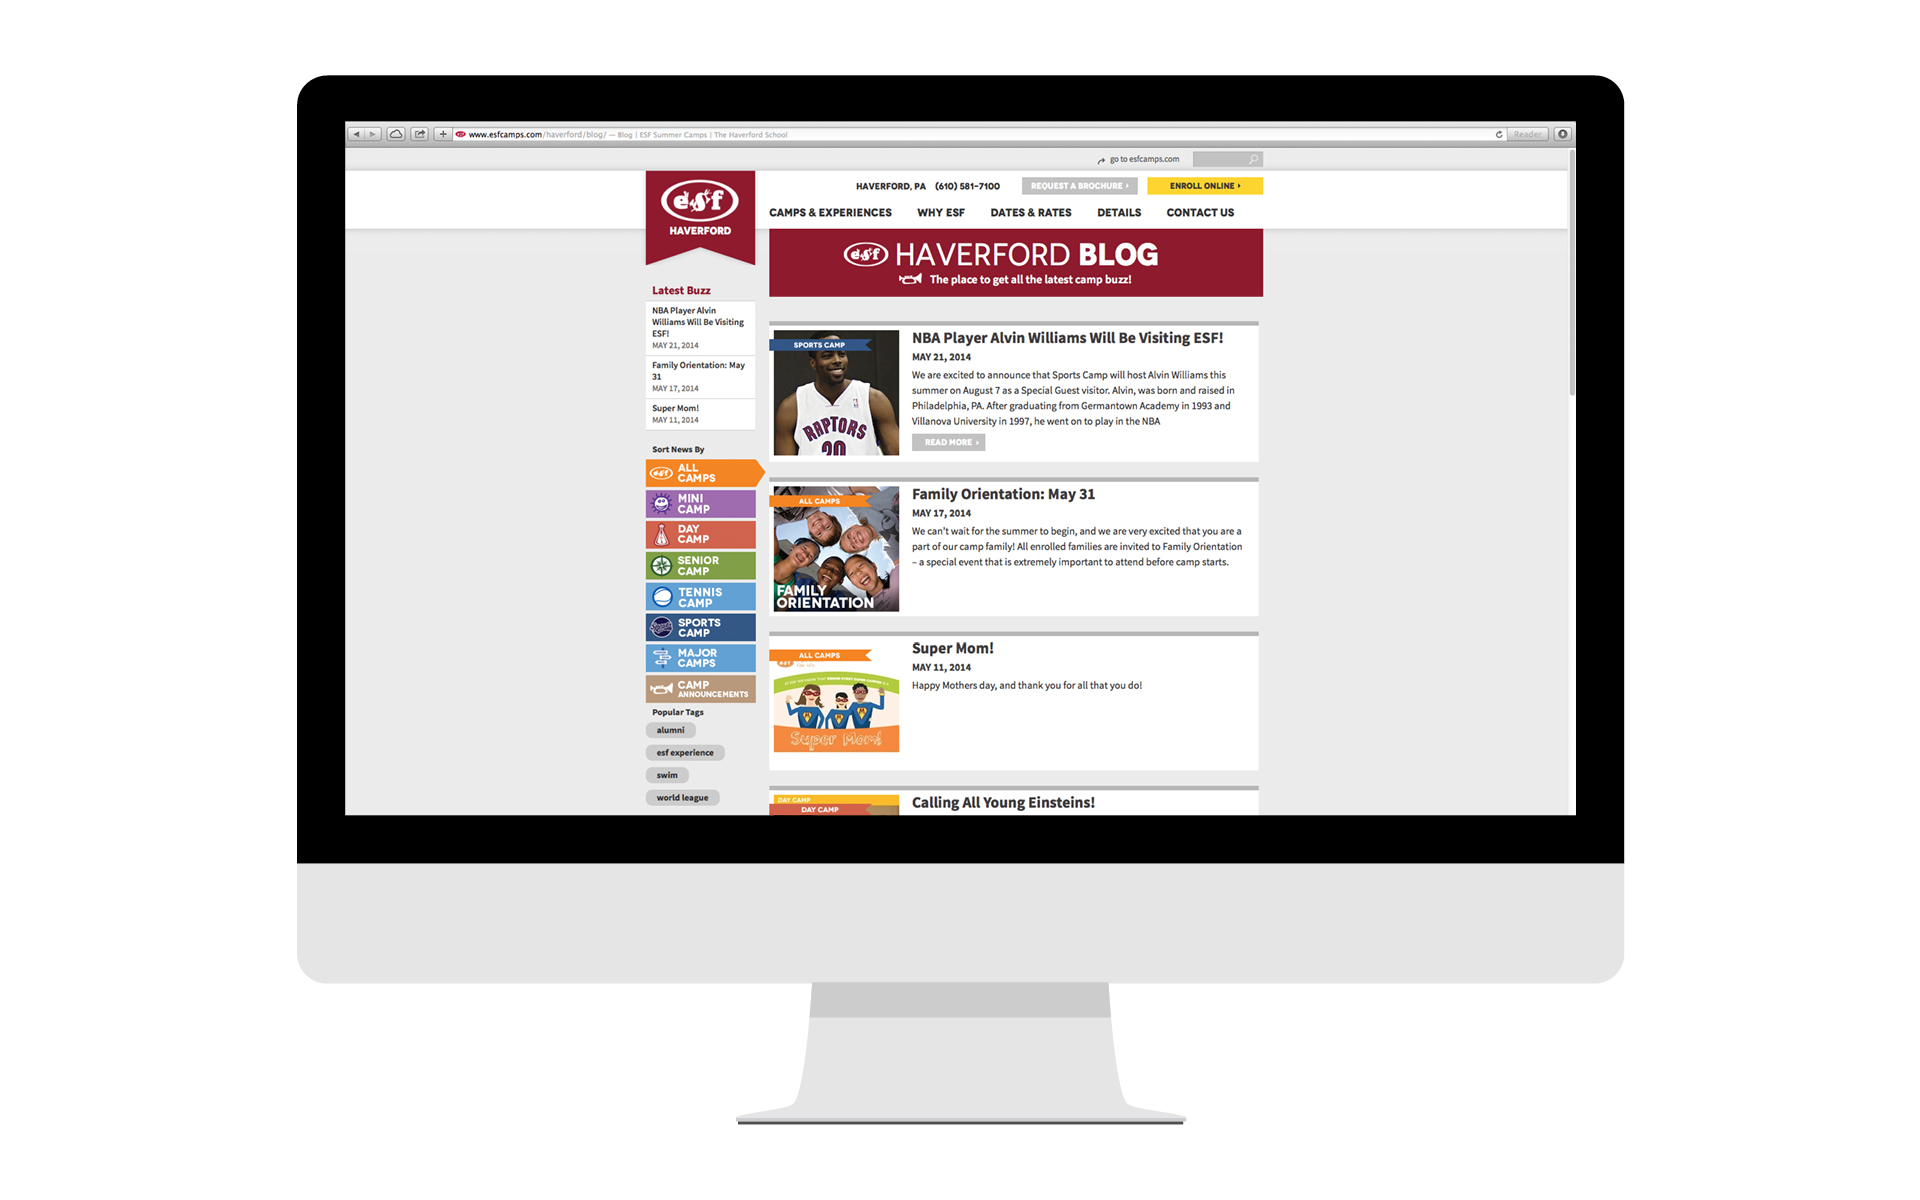 www.esfcamps.com/haverford/blog/ — Blog | ESF Summer Camps | The Haverford School
Reader
go to esfcamps.com
HAVERFORD, PA (610) 581-7100
REQUEST A BROCHURE
ENROLL ONLINE
esf
HAVERFORD
CAMPS & EXPERIENCES
WHY ESF
DATES & RATES
DETAILS
CONTACT US
esf HAVERFORD BLOG
The place to get all the latest camp buzz!
Latest Buzz
NBA Player Alvin
Williams Will Be Visiting
ESF!
MAY 21, 2014
Family Orientation: May
31
MAY 17, 2014
Super Mom!
MAY 11, 2014
Sort News By
esf
ALL
CAMPS
MINI
CAMP
DAY
CAMP
SENIOR
CAMP
TENNIS
CAMP
SPORTS
CAMP
MAJOR
CAMPS
CAMP
ANNOUNCEMENTS
Popular Tags
alumni
esf experience
swim
world league
SPORTS CAMP
RAPTORS
20
NBA Player Alvin Williams Will Be Visiting ESF!
MAY 21, 2014
We are excited to announce that Sports Camp will host Alvin Williams this
summer on August 7 as a Special Guest visitor. Alvin, was born and raised in
Philadelphia, PA. After graduating from Germantown Academy in 1993 and
Villanova University in 1997, he went on to play in the NBA
READ MORE
ALL CAMPS
FAMILY
ORIENTATION
Family Orientation: May 31
MAY 17, 2014
We can't wait for the summer to begin, and we are very excited that you are a
part of our camp family! All enrolled families are invited to Family Orientation
– a special event that is extremely important to attend before camp starts.
ALL CAMPS
esf
Super Mom!
Super Mom!
MAY 11, 2014
Happy Mothers day, and thank you for all that you do!
DAY CAMP
DAY CAMP
Calling All Young Einsteins!